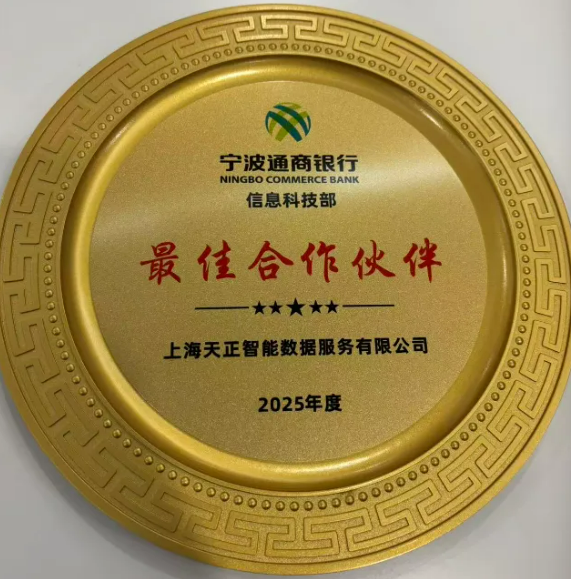 宁波通商银行
NINGBO COMMERCE BANK
信息科技部
最佳合作伙伴
上海天正智能数据服务有限公司
2025年度